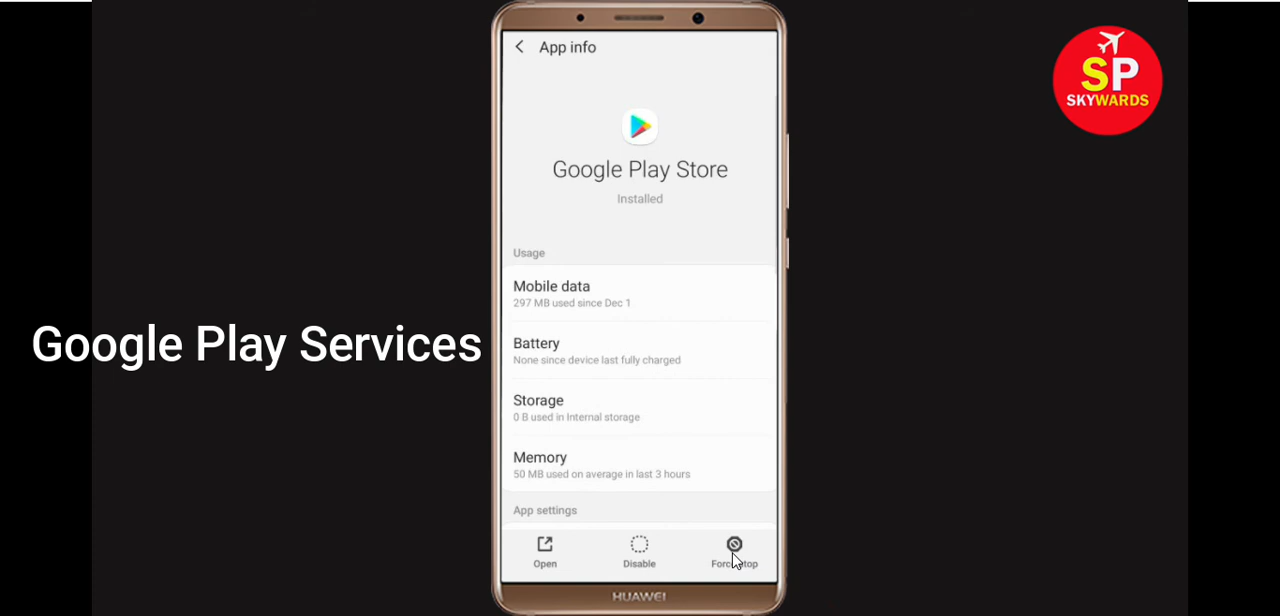 App info
SP
SKYWARDS
Google Play Store
Installed
Usage
Mobile data
297 MB used since Dec 1
Google Play Services
Battery
None since device last fully charged
Storage
0 B used in Internal storage
Memory
50 MB used on average in last 3 hours
App settings
Open Disable Force stop
HUAWEI